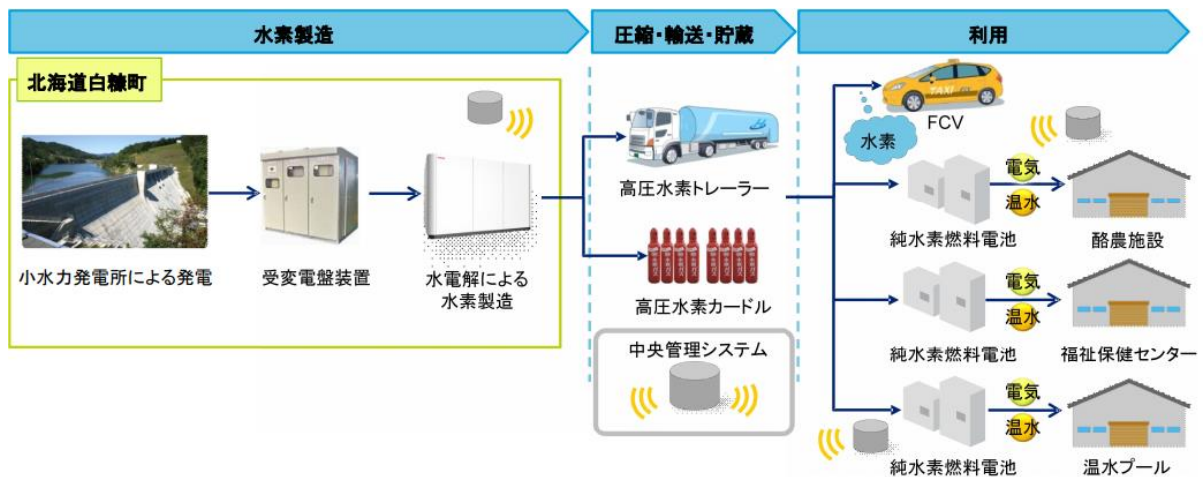 水素製造
圧縮・輸送・貯蔵
利用
北海道白糠町
小水力発電所による発電
受変電盤装置
水電解による
水素製造
高圧水素トレーラー
高圧水素カードル
中央管理システム
TAXI
FCV
水素
純水素燃料電池
電気
温水
酪農施設
純水素燃料電池
電気
温水
福祉保健センター
純水素燃料電池
電気
温水
温水プール